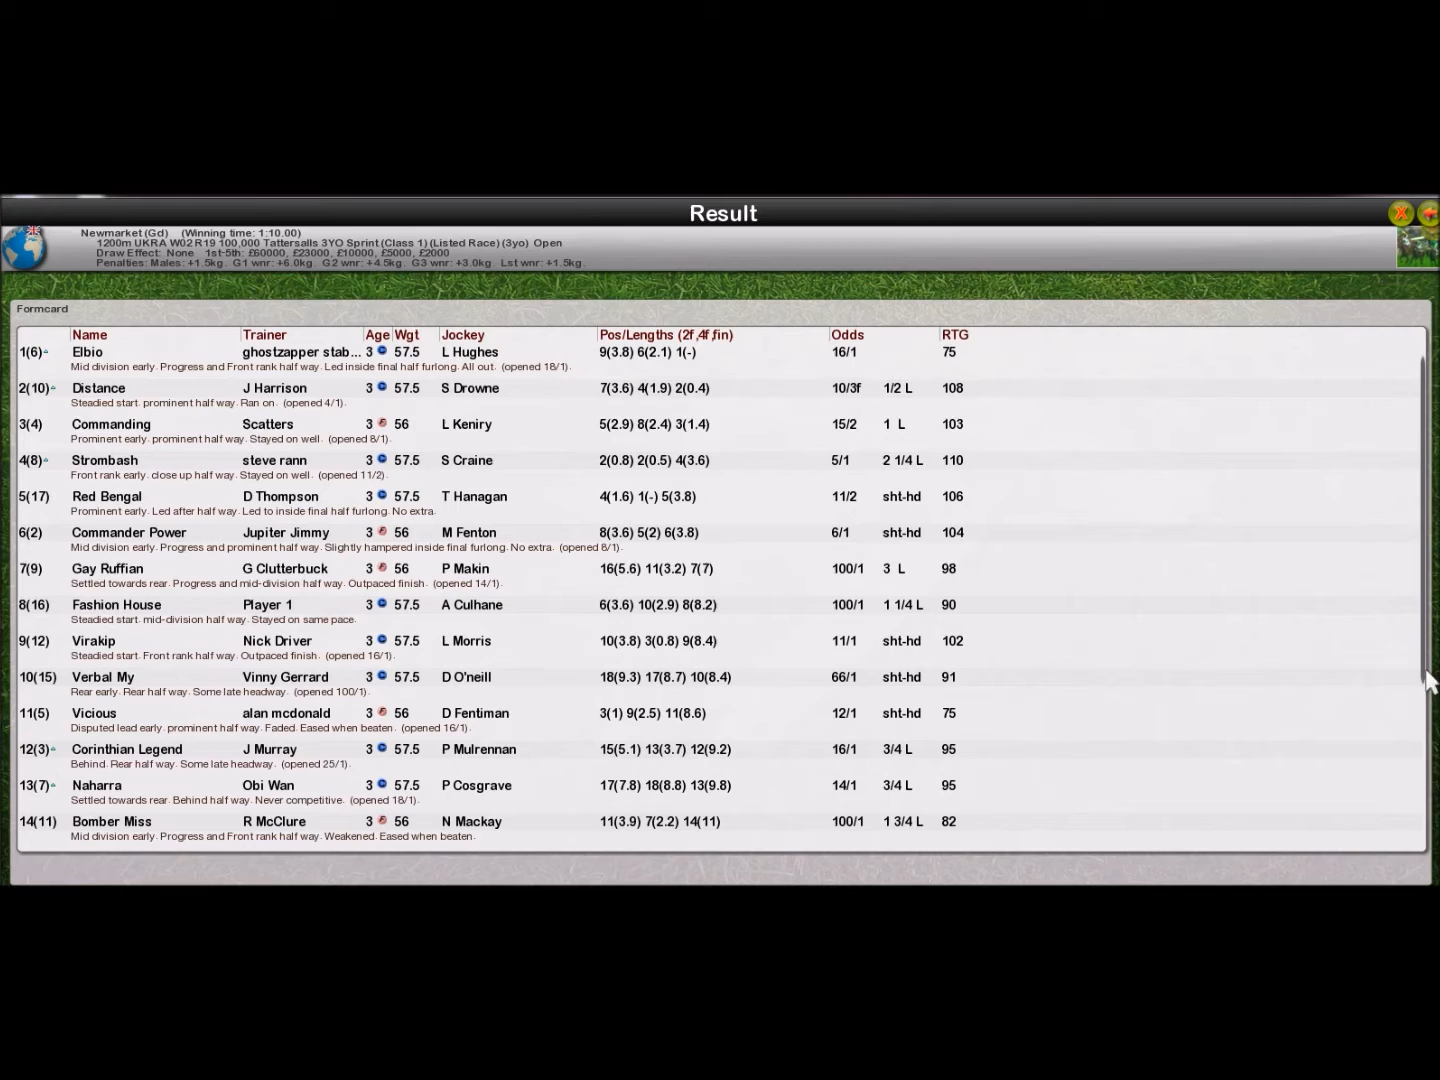 Result
X
Newmarket (Gd) (Winning time: 1:10.00)
1200m UKRA W02 R19 100,000 Tattersalls 3YO Sprint (Class 1) (Listed Race) (3yo) Open
Draw Effect: None 1st-5th: £60000, £23000, £10000, £5000, £2000
Penalties: Males: +1.5kg. G1 wnr: +6.0kg. G2 wnr: +4.5kg. G3 wnr: +3.0kg. Lst wnr: +1.5kg.
Formcard
Name Trainer Age Wgt Jockey Pos/Lengths (2f,4f,fin) Odds RTG
1(6) Elbio ghostzapper stab... 3 57.5 L Hughes 9(3.8) 6(2.1) 1(-) 16/1 75
Mid division early. Progress and Front rank half way. Led inside final half furlong. All out. (opened 18/1).
2(10) Distance J Harrison 3 57.5 S Drowne 7(3.6) 4(1.9) 2(0.4) 10/3f 1/2 L 108
Steadied start. prominent half way. Ran on. (opened 4/1).
3(4) Commanding Scatters 3 56 L Keniry 5(2.9) 8(2.4) 3(1.4) 15/2 1 L 103
Prominent early. prominent half way. Stayed on well. (opened 8/1).
4(8) Strombash steve rann 3 57.5 S Craine 2(0.8) 2(0.5) 4(3.6) 5/1 2 1/4 L 110
Front rank early. close up half way. Stayed on well. (opened 11/2).
5(17) Red Bengal D Thompson 3 57.5 T Hanagan 4(1.6) 1(-) 5(3.8) 11/2 sht-hd 106
Prominent early. Led after half way. Led to inside final half furlong. No extra.
6(2) Commander Power Jupiter Jimmy 3 56 M Fenton 8(3.6) 5(2) 6(3.8) 6/1 sht-hd 104
Mid division early. Progress and prominent half way. Slightly hampered inside final furlong. No extra. (opened 8/1).
7(9) Gay Ruffian G Clutterbuck 3 56 P Makin 16(5.6) 11(3.2) 7(7) 100/1 3 L 98
Settled towards rear. Progress and mid-division half way. Outpaced finish. (opened 14/1).
8(16) Fashion House Player 1 3 57.5 A Culhane 6(3.6) 10(2.9) 8(8.2) 100/1 1 1/4 L 90
Steadied start. mid-division half way. Stayed on same pace.
9(12) Virakip Nick Driver 3 57.5 L Morris 10(3.8) 3(0.8) 9(8.4) 11/1 sht-hd 102
Steadied start. Front rank half way. Outpaced finish. (opened 16/1).
10(15) Verbal My Vinny Gerrard 3 57.5 D O'neill 18(9.3) 17(8.7) 10(8.4) 66/1 sht-hd 91
Rear early. Rear half way. Some late headway. (opened 100/1).
11(5) Vicious alan mcdonald 3 56 D Fentiman 3(1) 9(2.5) 11(8.6) 12/1 sht-hd 75
Disputed lead early. prominent half way. Faded. Eased when beaten. (opened 16/1).
12(3) Corinthian Legend J Murray 3 57.5 P Mulrennan 15(5.1) 13(3.7) 12(9.2) 16/1 3/4 L 95
Behind. Rear half way. Some late headway. (opened 25/1).
13(7) Naharra Obi Wan 3 57.5 P Cosgrave 17(7.8) 18(8.8) 13(9.8) 14/1 3/4 L 95
Settled towards rear. Behind half way. Never competitive. (opened 18/1).
14(11) Bomber Miss R McClure 3 56 N Mackay 11(3.9) 7(2.2) 14(11) 100/1 1 3/4 L 82
Mid division early. Progress and Front rank half way. Weakened. Eased when beaten.